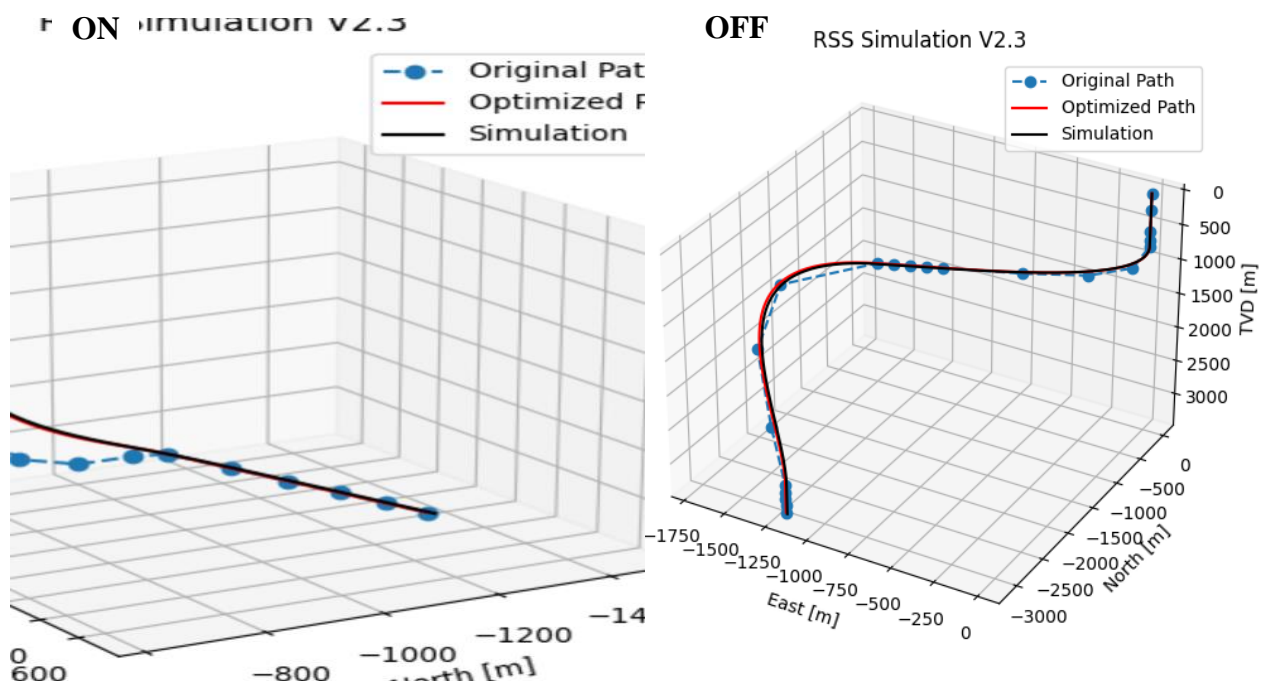 ON
Simulation V2.3
Original Pat
Optimized
Simulation
600
−800
−1000
−1200
−14
North [m]
OFF
RSS Simulation V2.3
Original Path
Optimized Path
Simulation
0
500
1000
1500
2000
2500
3000
TVD [m]
0
−500
−1000
−1500
−2000
−2500
−3000
North [m]
−1750
−1500
−1250
−1000
−750
−500
−250
0
East [m]